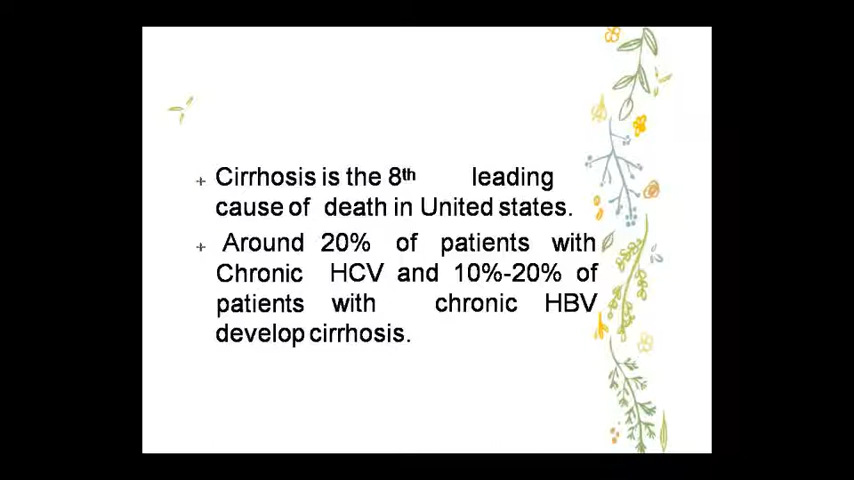 + Cirrhosis is the 8th leading
cause of death in United states.
+ Around 20% of patients with
Chronic HCV and 10%-20% of
patients with chronic HBV
develop cirrhosis.